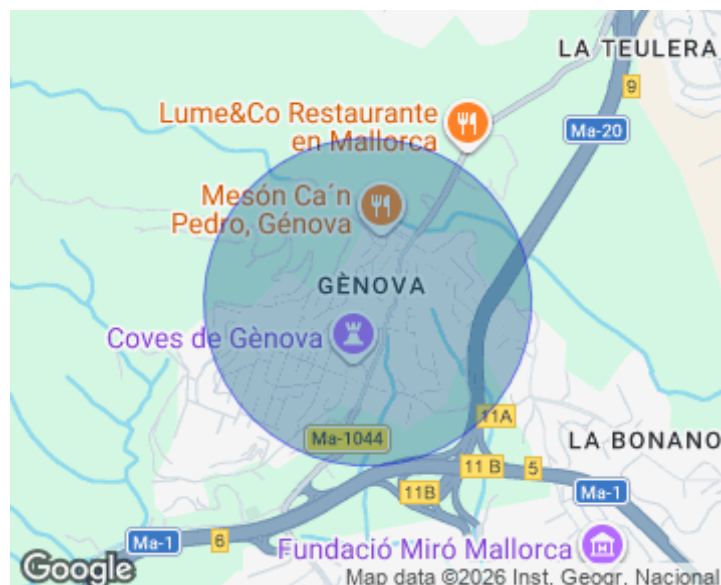 LA TEULERA
9
Lume&Co Restaurante
en Mallorca
Ma-20
Mesón Ca´n
Pedro, Génova
GÈNOVA
Coves de Gènova
11A
Ma-1044
LA BONANO
11 B
5
11B
Ma-1
Ma-1
6
Fundació Miró Mallorca
Google
Map data ©2026 Inst. Geogr. Nacional